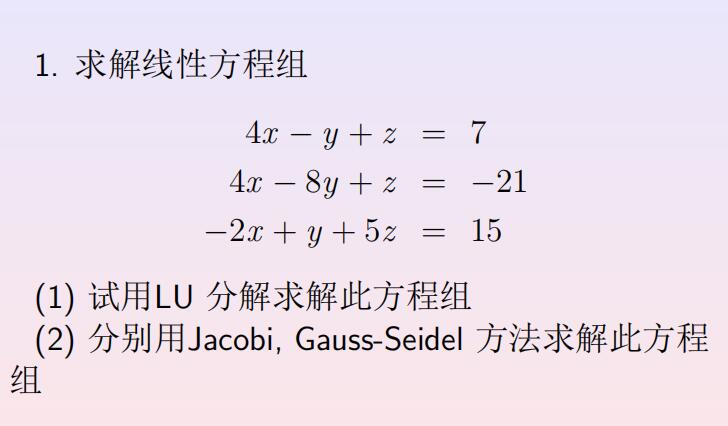 1. 求解线性方程组
4x − y + z = 7
4x − 8y + z = −21
−2x + y + 5z = 15
(1) 试用LU 分解求解此方程组
(2) 分别用Jacobi, Gauss-Seidel 方法求解此方程
组